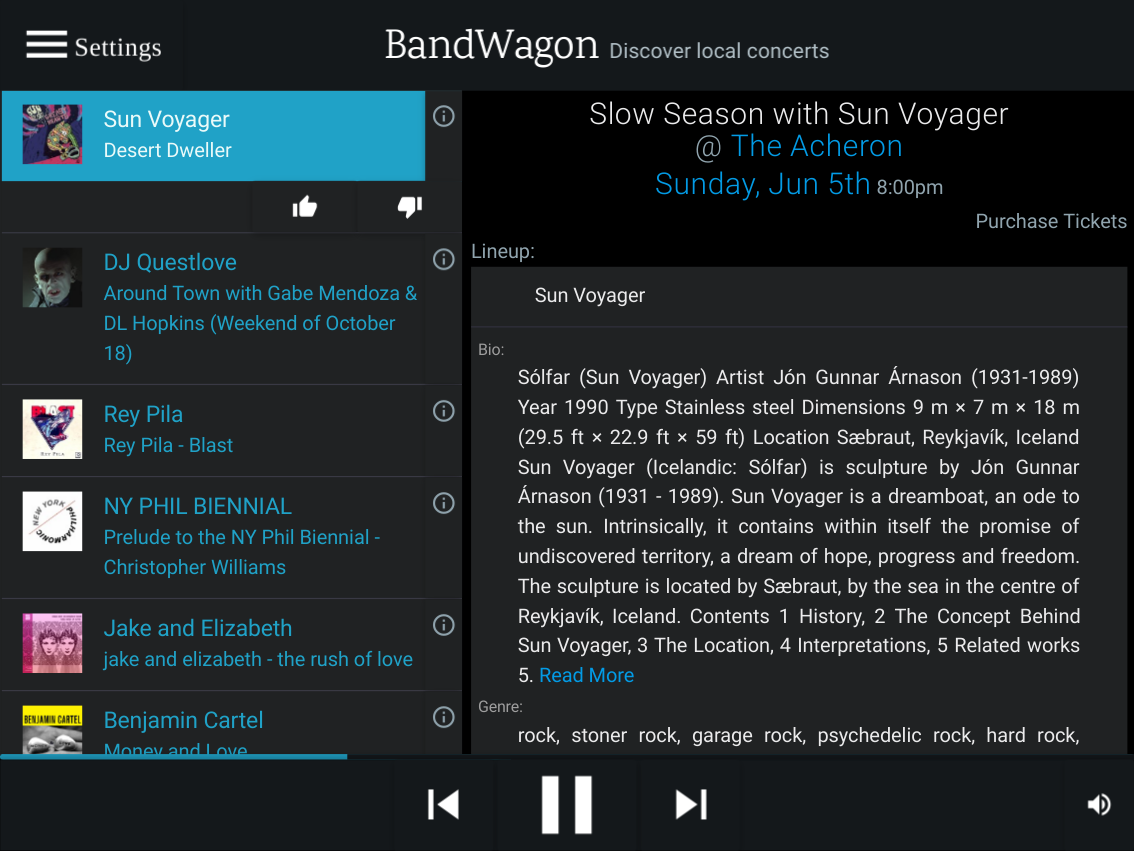 Settings
BandWagon Discover local concerts
Sun Voyager
Desert Dweller
DJ Questlove
Around Town with Gabe Mendoza &
DL Hopkins (Weekend of October
18)
Rey Pila
Rey Pila - Blast
BLAST
REY PILA
NY PHIL BIENNIAL
Prelude to the NY Phil Biennial -
Christopher Williams
NEW YORK
PHILHARMONIC
Jake and Elizabeth
jake and elizabeth - the rush of love
Benjamin Cartel
Money and Love
BENJAMIN CARTEL
Slow Season with Sun Voyager
@ The Acheron
Sunday, Jun 5th 8:00pm
Purchase Tickets
Lineup:
Sun Voyager
Bio:
Sólfar (Sun Voyager) Artist Jón Gunnar Árnason (1931-1989)
Year 1990 Type Stainless steel Dimensions 9 m × 7 m × 18 m
(29.5 ft × 22.9 ft × 59 ft) Location Sæbraut, Reykjavík, Iceland
Sun Voyager (Icelandic: Sólfar) is sculpture by Jón Gunnar
Árnason (1931 - 1989). Sun Voyager is a dreamboat, an ode to
the sun. Intrinsically, it contains within itself the promise of
undiscovered territory, a dream of hope, progress and freedom.
The sculpture is located by Sæbraut, by the sea in the centre of
Reykjavík, Iceland. Contents 1 History, 2 The Concept Behind
Sun Voyager, 3 The Location, 4 Interpretations, 5 Related works
5. Read More
Genre:
rock, stoner rock, garage rock, psychedelic rock, hard rock,